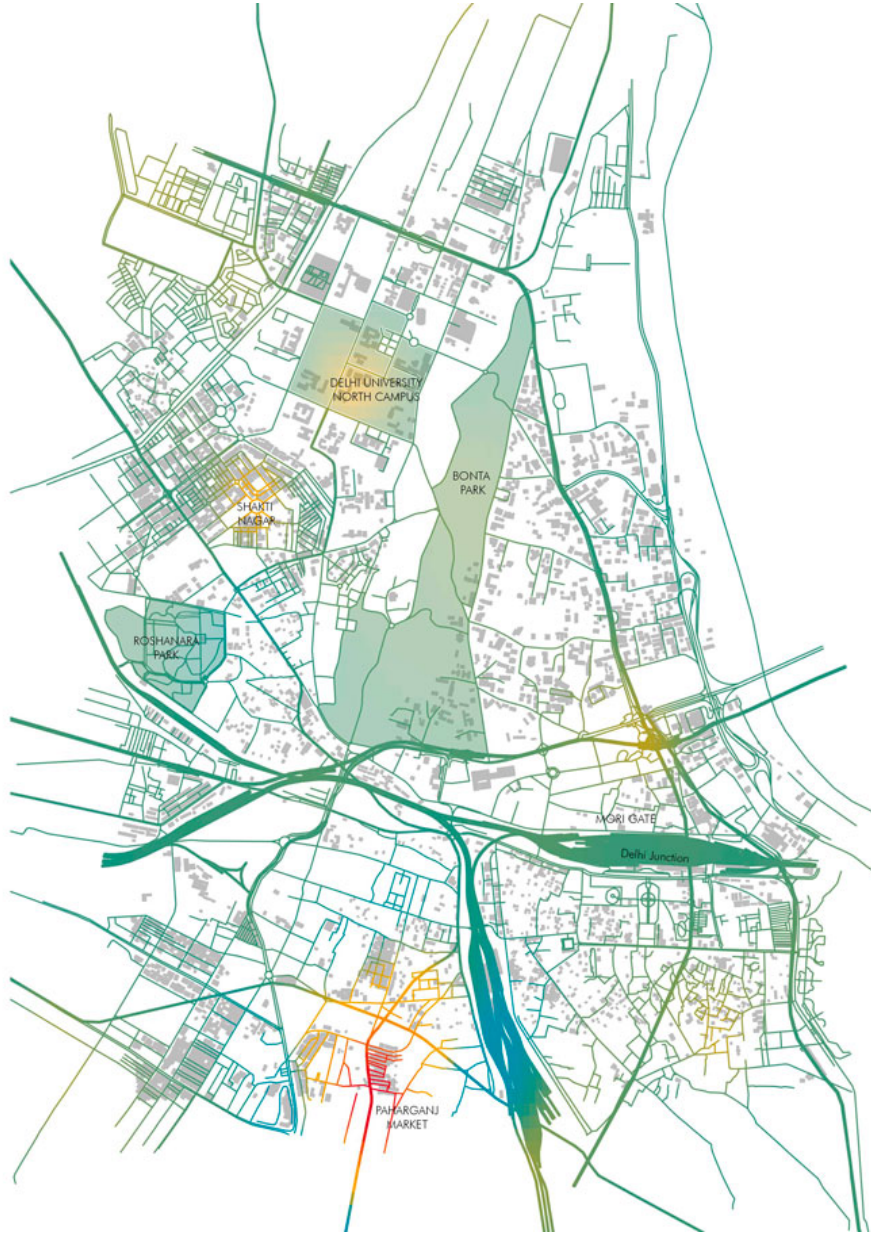 DELHI UNIVERSITY
NORTH CAMPUS
BONTA
PARK
SHAKTI
NAGAR
ROSHANARA
PARK
MORI GATE
Delhi Junction
PAHARGANJ
MARKET